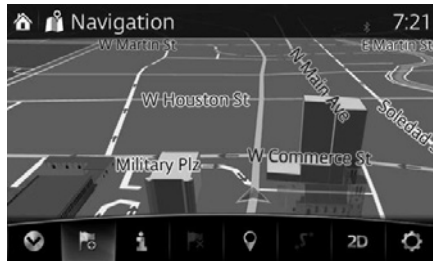 Navigation 7:21
W Martin St
E Martin St
N Main Ave
W Houston St
Soledad
Military Plz
W Commerce St
2D